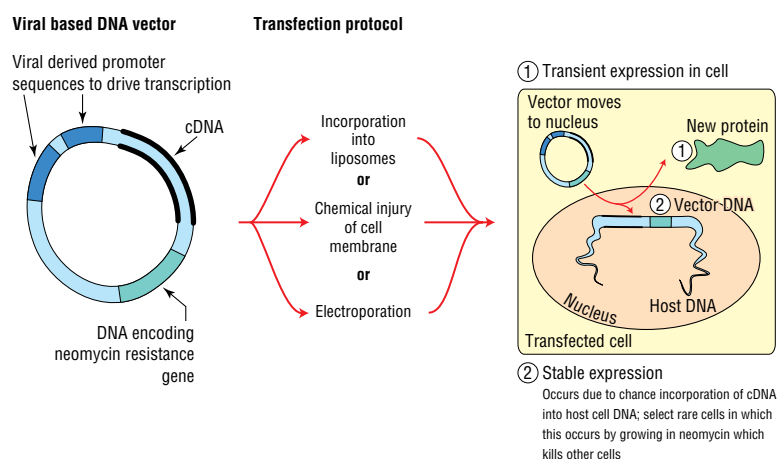 Viral based DNA vector
Transfection protocol
Viral derived promoter
sequences to drive transcription
cDNA
DNA encoding
neomycin resistance
gene
Incorporation
into
liposomes
or
Chemical injury
of cell
membrane
or
Electroporation
1 Transient expression in cell
Vector moves
to nucleus
New protein
1
2 Vector DNA
Nucleus
Host DNA
Transfected cell
2 Stable expression
Occurs due to chance incorporation of cDNA
into host cell DNA; select rare cells in which
this occurs by growing in neomycin which
kills other cells